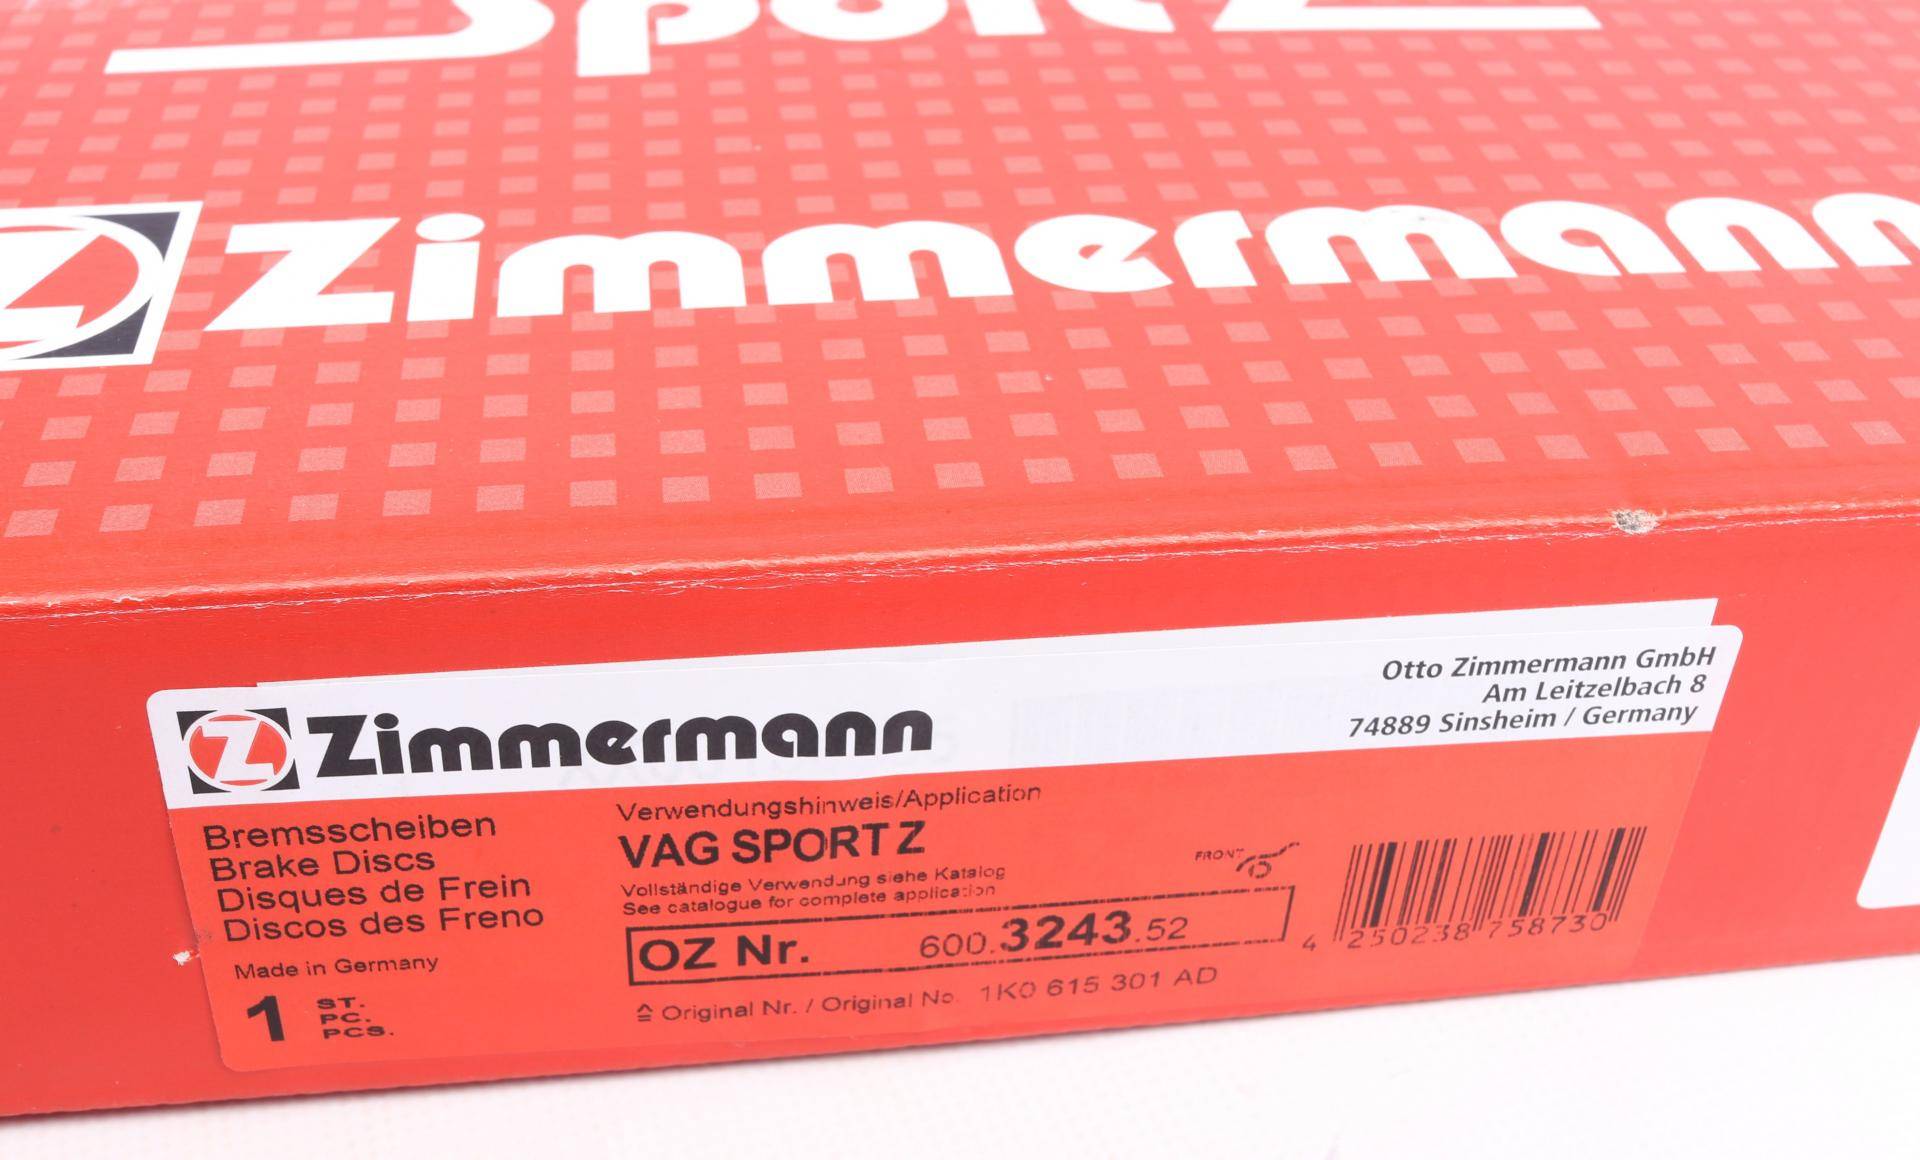 Sport Z
Z Zimmermann
Z Zimmermann
Otto Zimmermann GmbH
Am Leitzelbach 8
74889 Sinsheim / Germany
Bremsscheiben
Brake Discs
Disques de Frein
Discos des Freno
Made in Germany
1 ST.
PC.
PCS.
Verwendungshinweis/Application
VAG SPORT Z
Vollständige Verwendung siehe Katalog
See catalogue for complete application
OZ Nr. 600.3243.52
≙ Original Nr. / Original No. 1K0 615 301 AD
FRONT
4 250238 758730